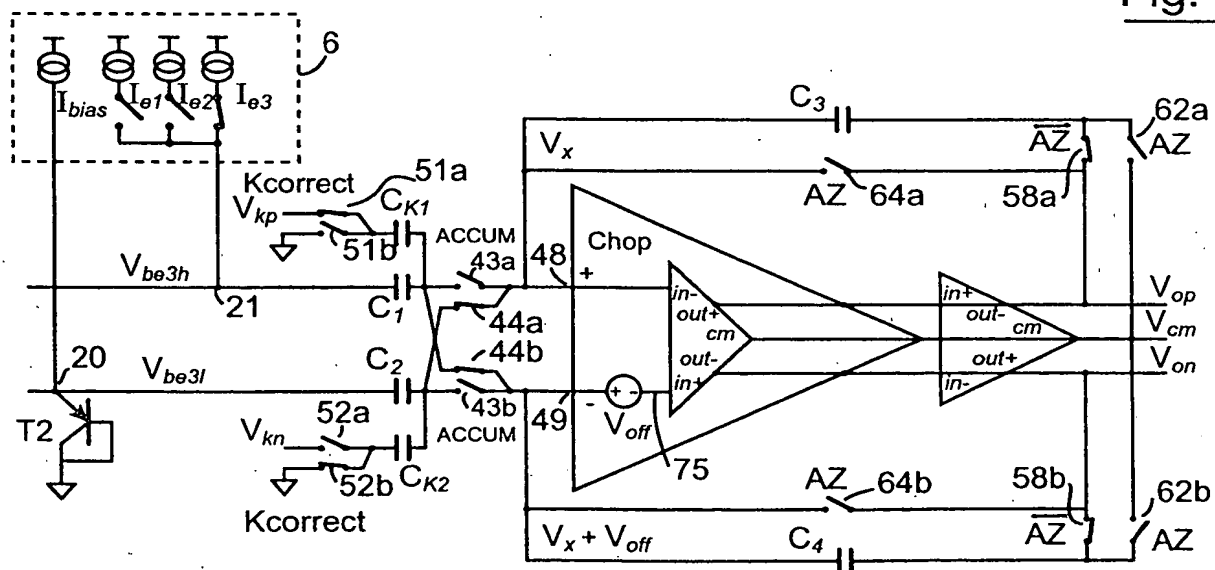 Fig.
6
I_bias I_e1 I_e2 I_e3
C_3
62a
V_x
AZ
64a
AZ
58a
AZ
Kcorrect
51a
V_kp
C_K1
51b
ACCUM
43a
48
Chop
+
V_be3h
21
C_1
44a
in-
out+
cm
out-
in+
in+
out-
cm
out+
in-
V_op
V_cm
V_on
20
V_be3l
C_2
44b
43b
49
-
+ -
V_off
75
T2
V_kn
52a
ACCUM
52b
C_K2
Kcorrect
AZ
64b
58b
62b
V_x + V_off
C_4
AZ
AZ